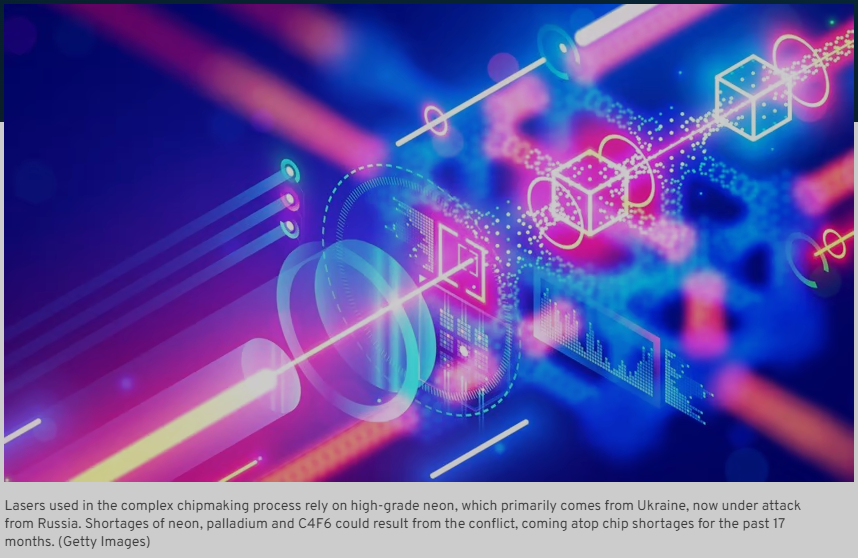 Lasers used in the complex chipmaking process rely on high-grade neon, which primarily comes from Ukraine, now under attack
from Russia. Shortages of neon, palladium and C4F6 could result from the conflict, coming atop chip shortages for the past 17
months. (Getty Images)